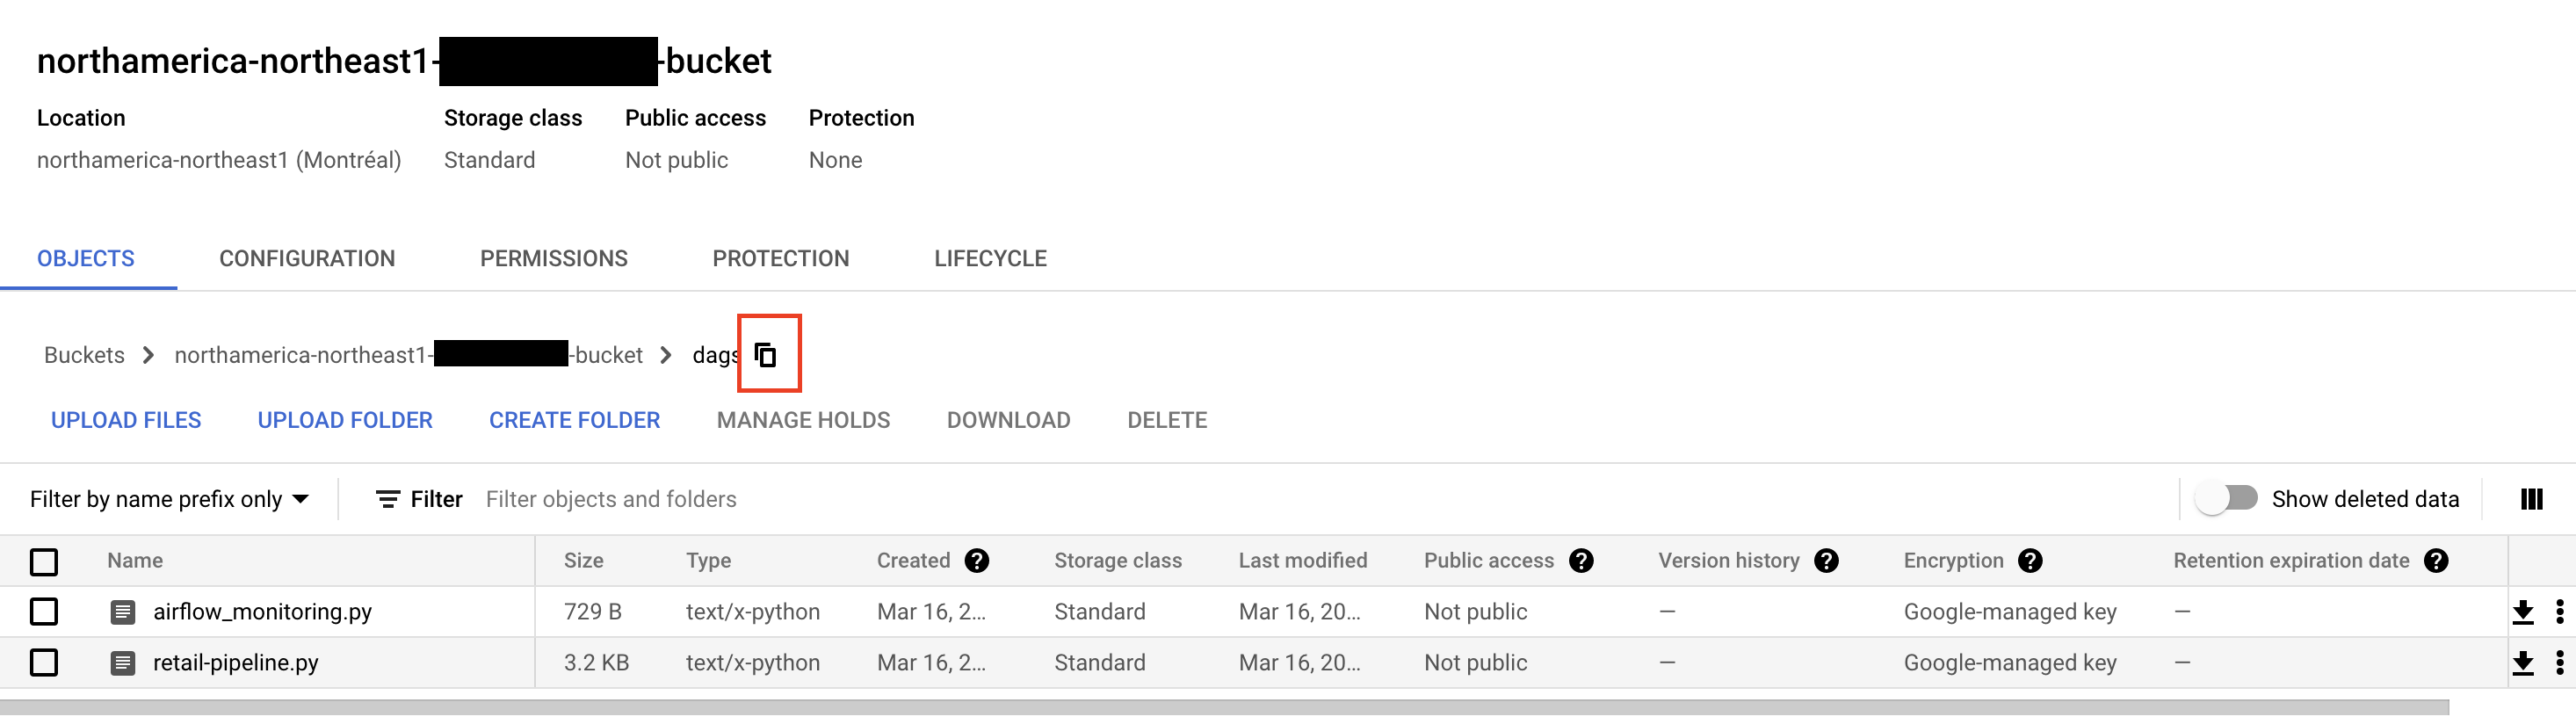 northamerica-northeast1- -bucket
Location Storage class Public access Protection
northamerica-northeast1 (Montréal) Standard Not public None
OBJECTS CONFIGURATION PERMISSIONS PROTECTION LIFECYCLE
Buckets northamerica-northeast1- -bucket dags
UPLOAD FILES UPLOAD FOLDER CREATE FOLDER MANAGE HOLDS DOWNLOAD DELETE
Filter by name prefix only Filter Filter objects and folders Show deleted data
Name Size Type Created ? Storage class Last modified Public access ? Version history ? Encryption ? Retention expiration date ?
airflow_monitoring.py 729 B text/x-python Mar 16, 2... Standard Mar 16, 20... Not public — Google-managed key —
retail-pipeline.py 3.2 KB text/x-python Mar 16, 2... Standard Mar 16, 20... Not public — Google-managed key —